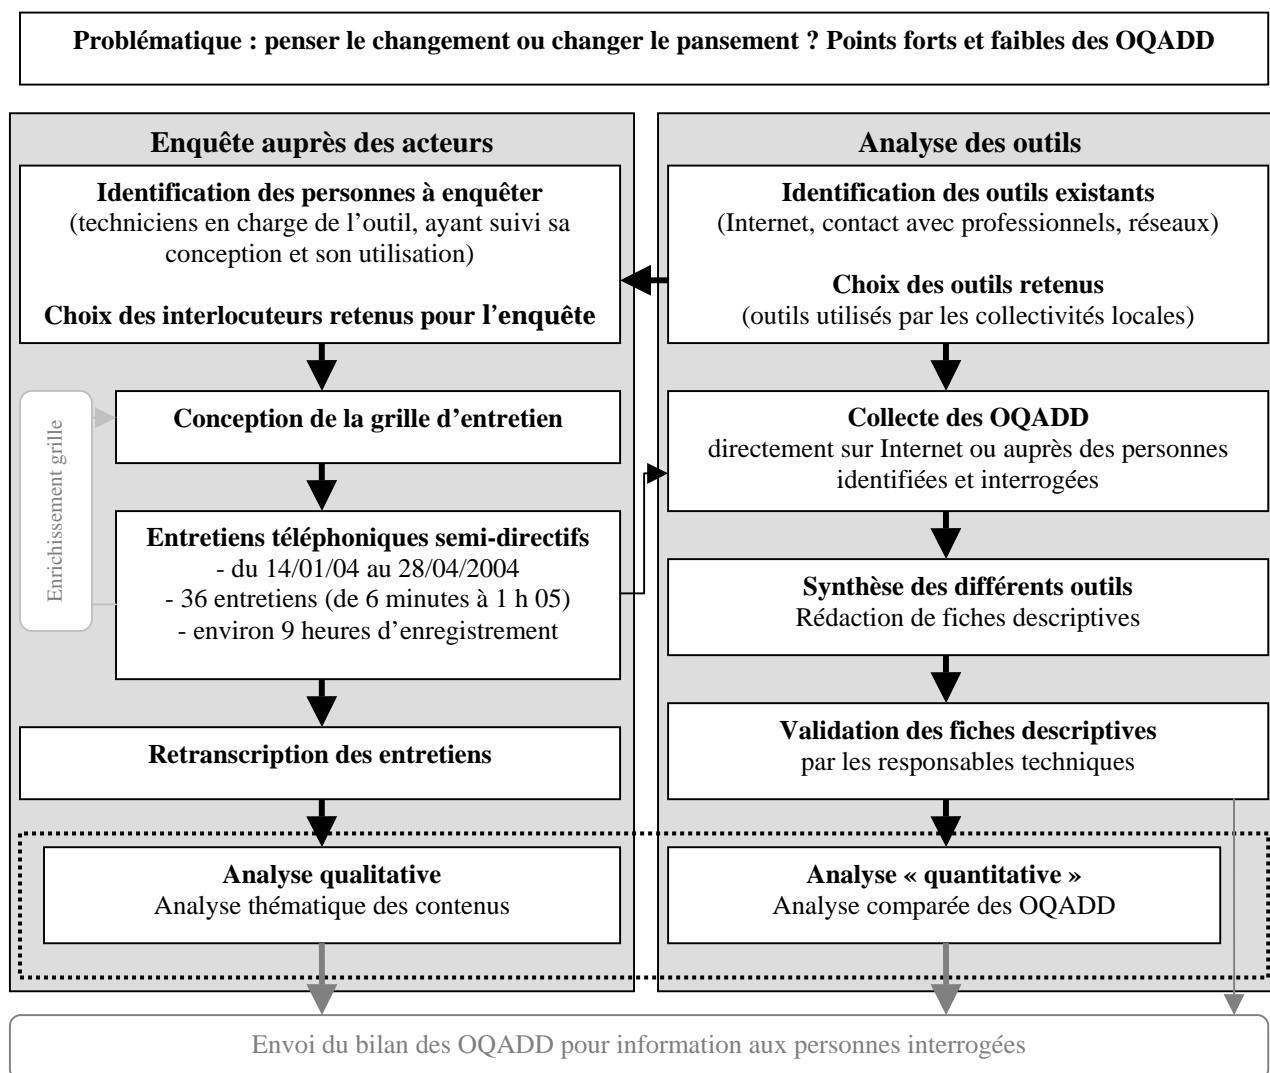 Problématique : penser le changement ou changer le pansement ? Points forts et faibles des OQADD
Enquête auprès des acteurs
Identification des personnes à enquêter
(techniciens en charge de l’outil, ayant suivi sa
conception et son utilisation)
Choix des interlocuteurs retenus pour l’enquête
Conception de la grille d’entretien
Enrichissement grille
Entretiens téléphoniques semi-directifs
- du 14/01/04 au 28/04/2004
- 36 entretiens (de 6 minutes à 1 h 05)
- environ 9 heures d’enregistrement
Retranscription des entretiens
Analyse qualitative
Analyse thématique des contenus
Analyse des outils
Identification des outils existants
(Internet, contact avec professionnels, réseaux)
Choix des outils retenus
(outils utilisés par les collectivités locales)
Collecte des OQADD
directement sur Internet ou auprès des personnes
identifiées et interrogées
Synthèse des différents outils
Rédaction de fiches descriptives
Validation des fiches descriptives
par les responsables techniques
Analyse « quantitative »
Analyse comparée des OQADD
Envoi du bilan des OQADD pour information aux personnes interrogées